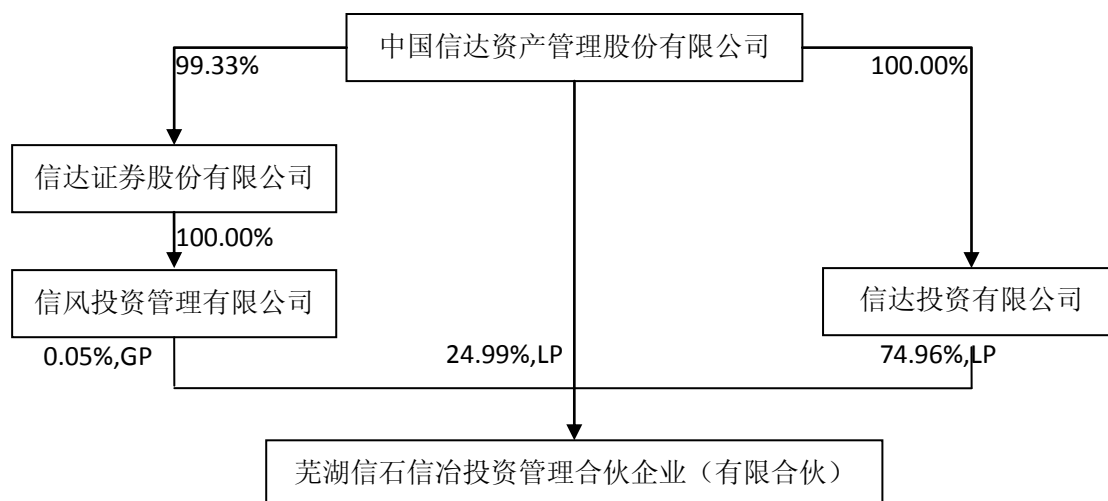 中国信达资产管理股份有限公司
99.33%
100.00%
信达证券股份有限公司
100.00%
信风投资管理有限公司
信达投资有限公司
0.05%,GP
24.99%,LP
74.96%,LP
芜湖信石信冶投资管理合伙企业（有限合伙）